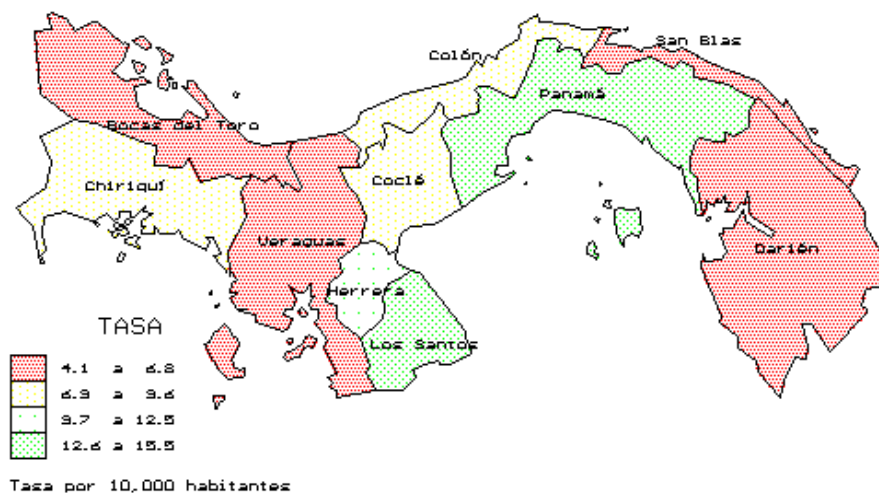 San Blas
Colón
Panamá
Bocas del Toro
Chiriquí
Coclé
Veraguas
Darién
Herrera
Los Santos
TASA
4.1 a 6.8
6.9 a 9.6
9.7 a 12.5
12.6 a 15.5
Tasa por 10,000 habitantes